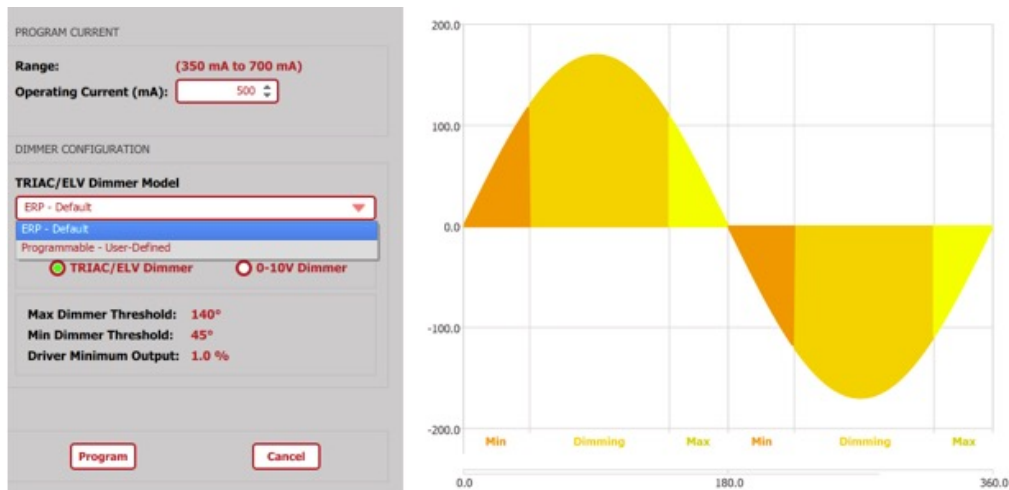 PROGRAM CURRENT
Range: (350 mA to 700 mA)
Operating Current (mA): 500
DIMMER CONFIGURATION
TRIAC/ELV Dimmer Model
ERP - Default
ERP - Default
Programmable - User-Defined
TRIAC/ELV Dimmer 0-10V Dimmer
Max Dimmer Threshold: 140°
Min Dimmer Threshold: 45°
Driver Minimum Output: 1.0 %
Program Cancel
200.0
100.0
0.0
-100.0
-200.0
Min Dimming Max Min Dimming Max
0.0 180.0 360.0